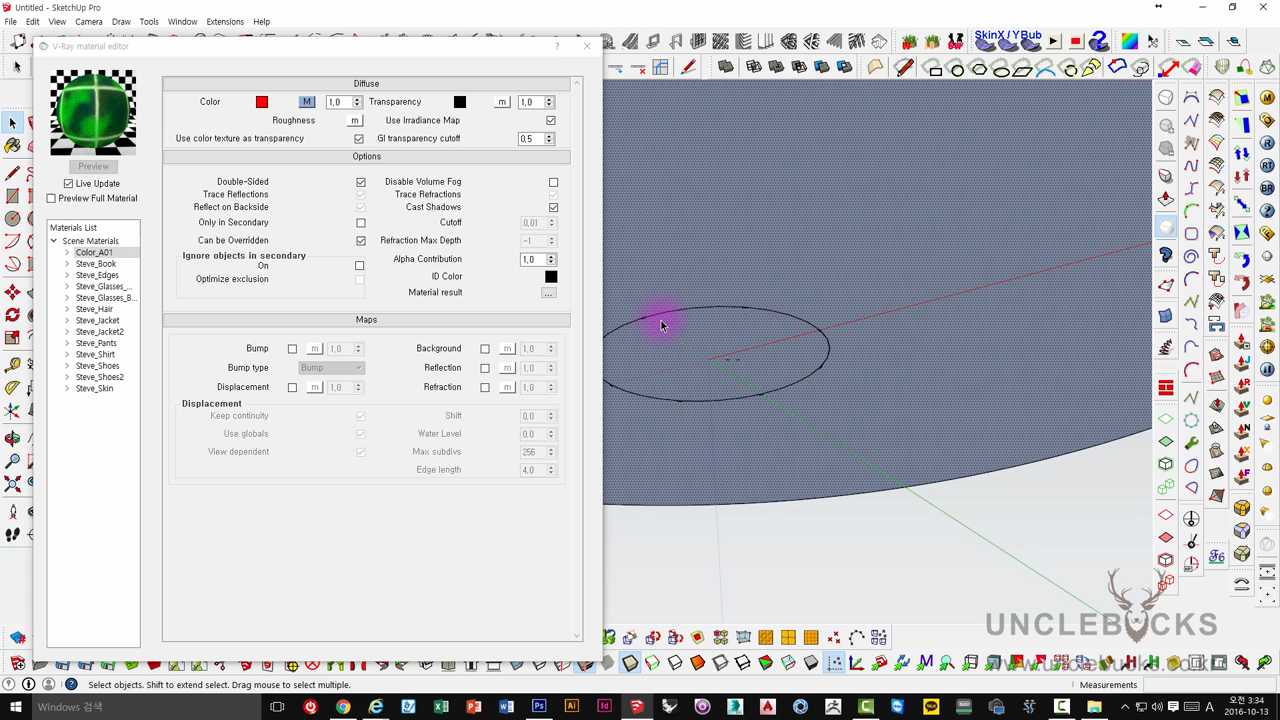 Untitled - SketchUp Pro
File Edit View Camera Draw Tools Window Extensions Help
SkinX / YBub
V-Ray material editor
Diffuse
Color M 1,0 Transparency m 1,0
Roughness m Use Irradiance Map
Use color texture as transparency GI transparency cutoff 0,5
Preview
Options
Live Update
Double-Sided Disable Volume Fog
Preview Full Material
Trace Reflections Trace Refractions
Reflect on Backside Cast Shadows
Only in Secondary Cutoff 0,01
Materials List
Scene Materials
Can be Overridden Refraction Max Depth -1
Color_A01
Ignore objects in secondary
On
Alpha Contribution 1,0
Steve_Book
Steve_Edges
Optimize exclusion ID Color
Steve_Glasses_...
Material result ...
Steve_Glasses_B...
Steve_Hair
Steve_Jacket
Maps
Steve_Jacket2
Steve_Pants
Bump m 1,0 Background m 1,0
Steve_Shirt
Steve_Shoes
Bump type Bump Reflection m 1,0
Steve_Shoes2
Steve_Skin
Displacement m 1,0 Refraction m 1,0
Displacement
Keep continuity Shift 0,0
Use globals Water Level 0,0
View dependent Max subdivs 256
Edge length 4,0
UNCLEBUCKS
www.unclebucks.co.kr
Select objects. Shift to extend select. Drag mouse to select multiple. Measurements
Windows 검색
A 오전 3:34
2016-10-13